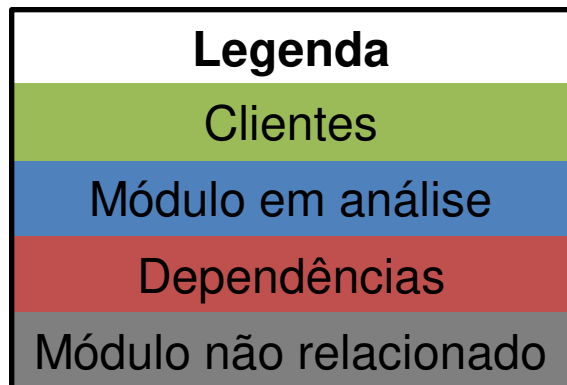 Legenda
Clientes
Módulo em análise
Dependências
Módulo não relacionado